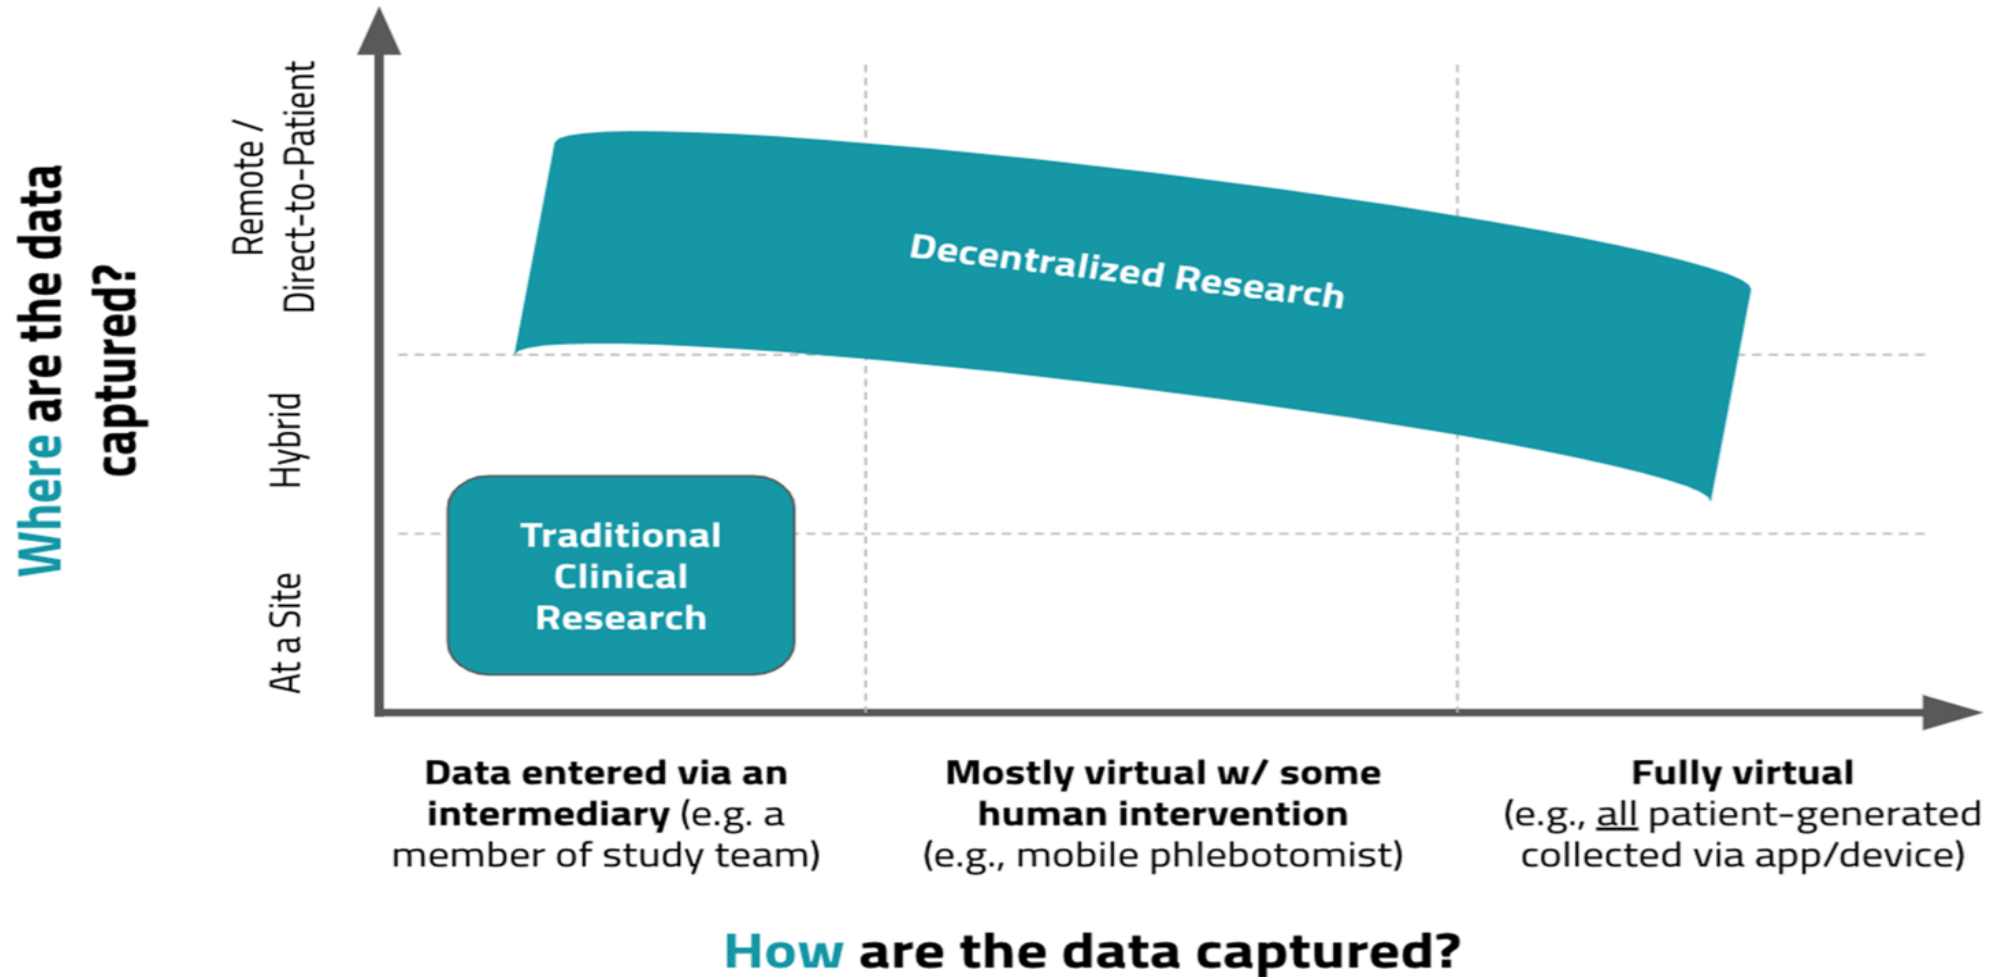 Where are the data
captured?
Remote /
Direct-to-Patient
Hybrid
At a Site
Decentralized Research
Traditional
Clinical
Research
Data entered via an
intermediary (e.g. a
member of study team)
Mostly virtual w/ some
human intervention
(e.g., mobile phlebotomist)
Fully virtual
(e.g., all patient-generated
collected via app/device)
How are the data captured?